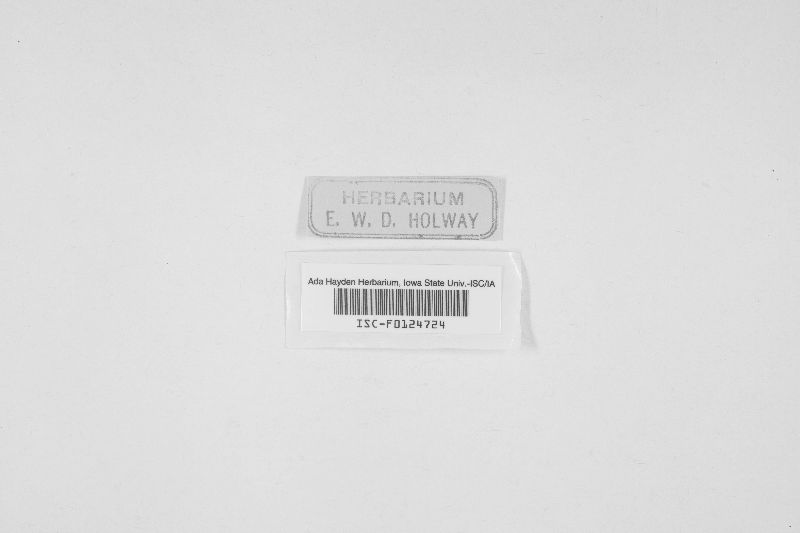 HERBARIUM
E. W. D. HOLWAY
Ada Hayden Herbarium, Iowa State Univ.-ISC/IA
ISC-F0124724